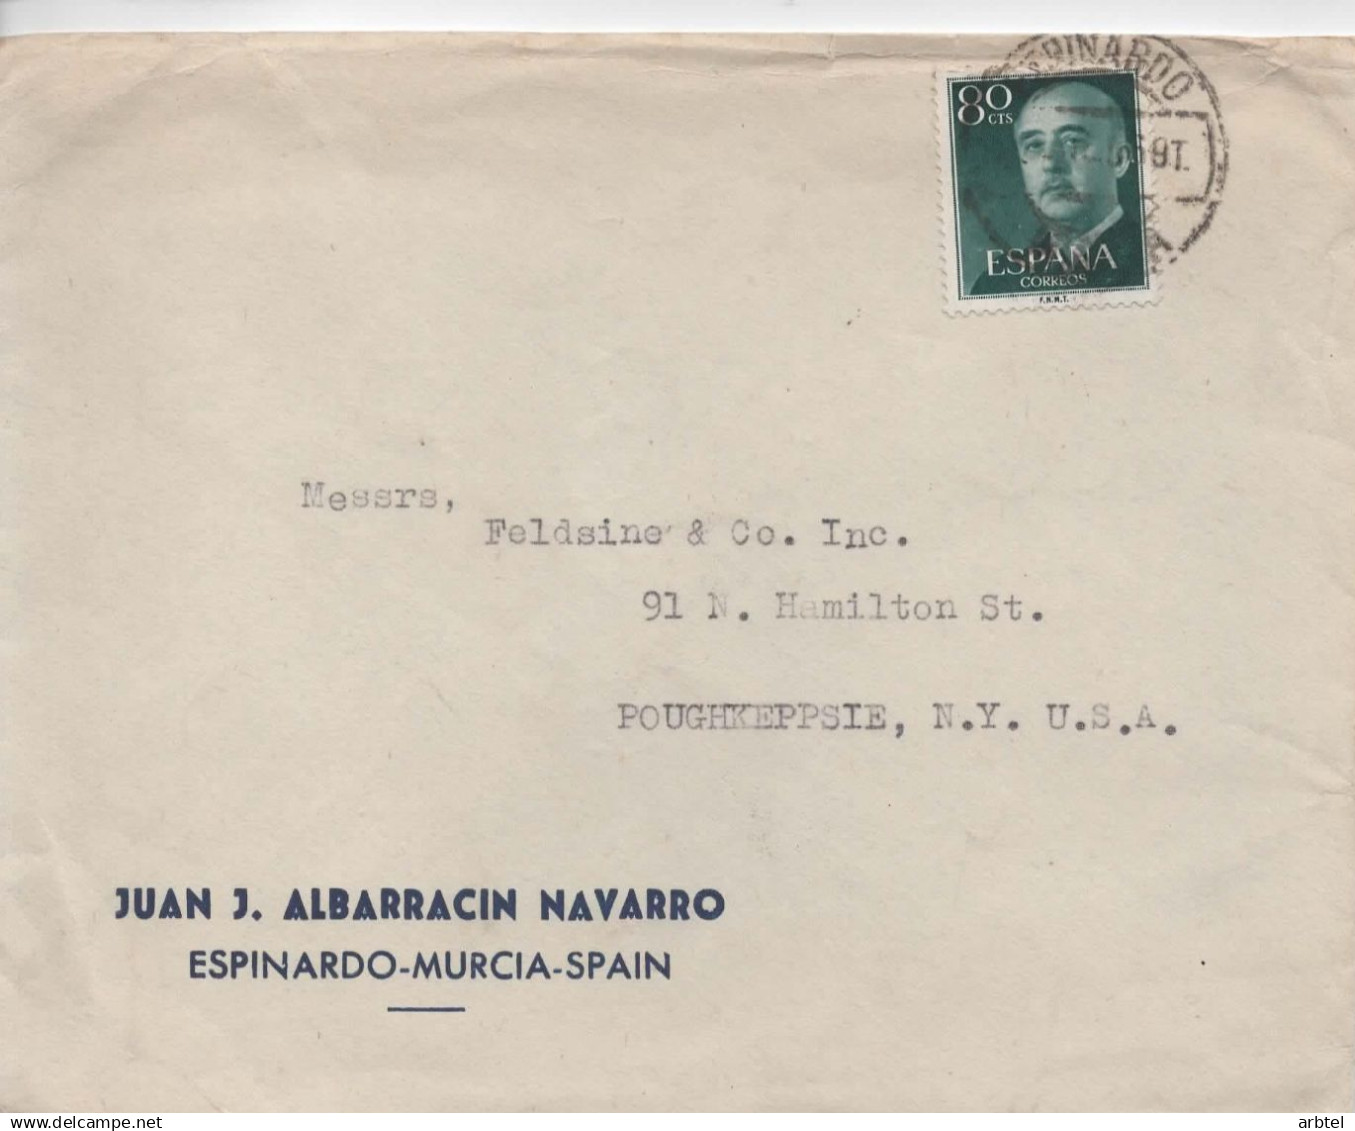 ESPINARDO
80
CTS
ESPAÑA
CORREOS
F.N.M.T.
Messrs,
Feldsine & Co. Inc.
91 N. Hamilton St.
POUGHKEPPSIE, N.Y. U.S.A.
JUAN J. ALBARRACIN NAVARRO
ESPINARDO-MURCIA-SPAIN
www.delcampe.net
arbtel